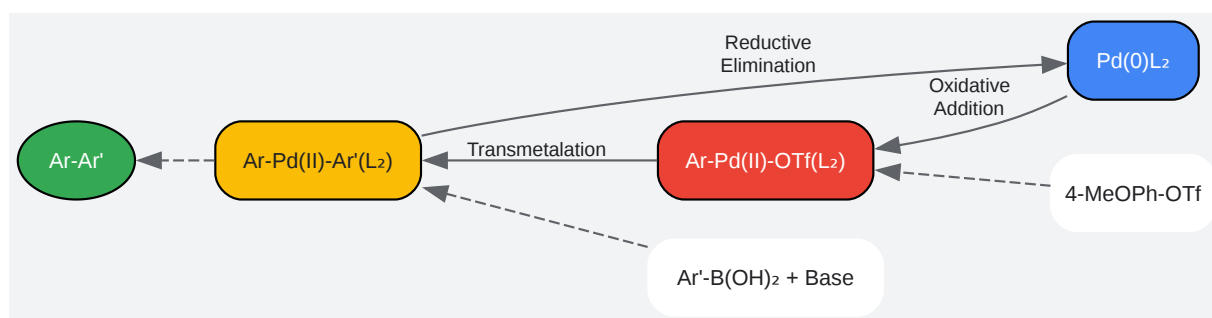 Reductive
Elimination
Pd(0)L₂
Oxidative
Addition
Ar-Ar'
Ar-Pd(II)-Ar'(L₂)
Transmetalation
Ar-Pd(II)-OTf(L₂)
4-MeOPh-OTf
Ar'-B(OH)₂ + Base